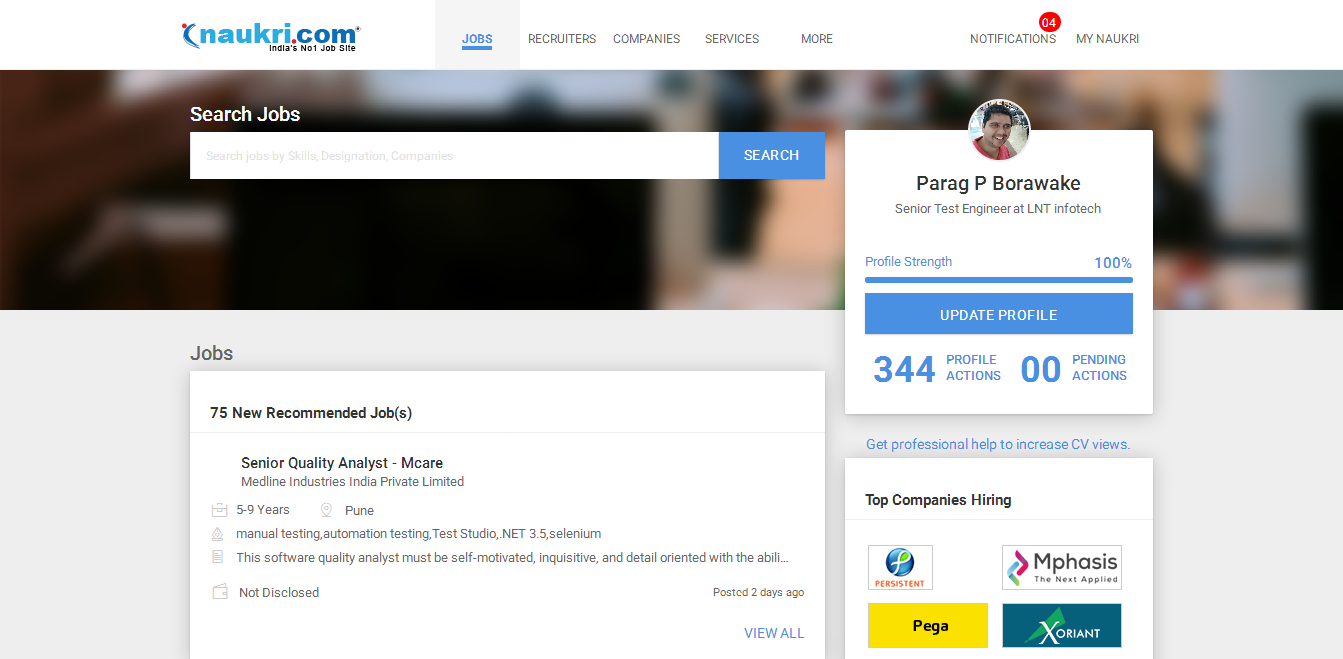 naukri.com
India's No1 Job Site
JOBS
RECRUITERS
COMPANIES
SERVICES
MORE
NOTIFICATIONS
04
MY NAUKRI
Search Jobs
Search jobs by Skills, Designation, Companies
SEARCH
Parag P Borawake
Senior Test Engineer at LNT infotech
Profile Strength
100%
UPDATE PROFILE
344
PROFILE
ACTIONS
00
PENDING
ACTIONS
Jobs
75 New Recommended Job(s)
Senior Quality Analyst - Mcare
Medline Industries India Private Limited
5-9 Years
Pune
manual testing,automation testing,Test Studio,.NET 3.5,selenium
This software quality analyst must be self-motivated, inquisitive, and detail oriented with the abili...
Not Disclosed
Posted 2 days ago
VIEW ALL
Get professional help to increase CV views.
Top Companies Hiring
PERSISTENT
Mphasis
The Next Applied
Pega
XORIANT